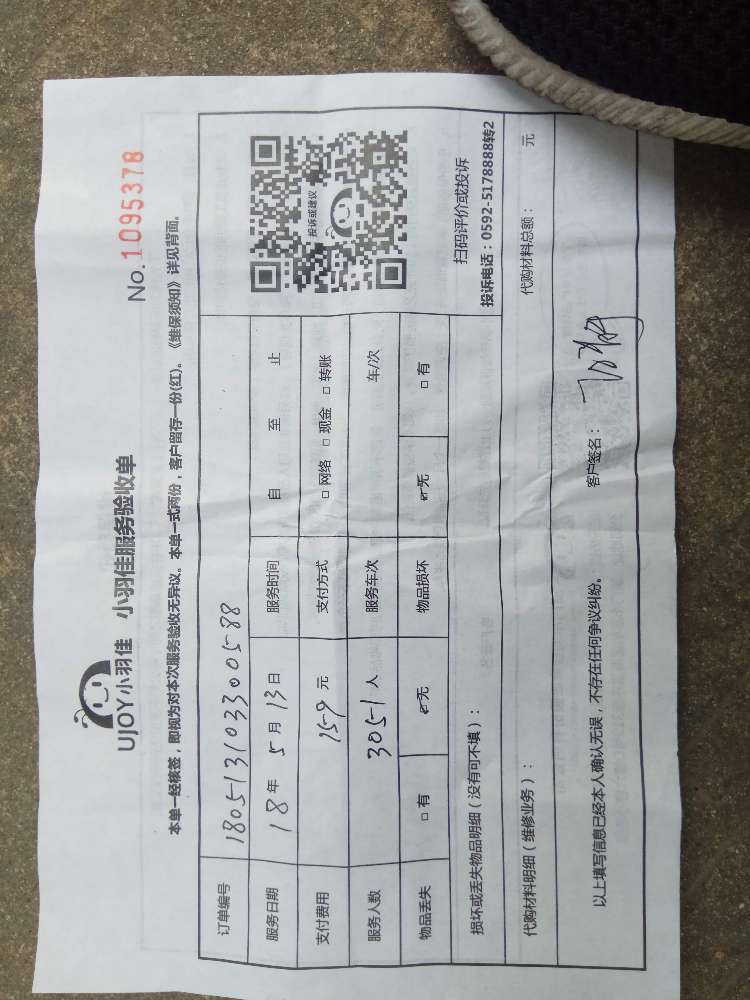 UJOY小羽佳 小羽佳服务验收单
No.1095378
本单一经核签，即视为对本次服务验收无异议。本单一式两份，客户留存一份(红)。《维保须知》详见背面。
订单编号 180513103300588
服务日期 18年 5月 13日 服务时间 自 至 止
支付费用 159 元 支付方式 □ 网络 □ 现金 □ 转账
服务人数 3051 人 服务车次 车/次
物品丢失 □ 有 ☑ 无 物品损坏 ☑ 无 □ 有
投诉或建议
扫码评价或投诉
投诉电话：0592-5178888转2
损坏或丢失物品明细（没有可不填）：
代购材料明细（维修业务）： 代购材料总额： 元
以上填写信息已经本人确认无误，不存在任何争议纠纷。 客户签名：